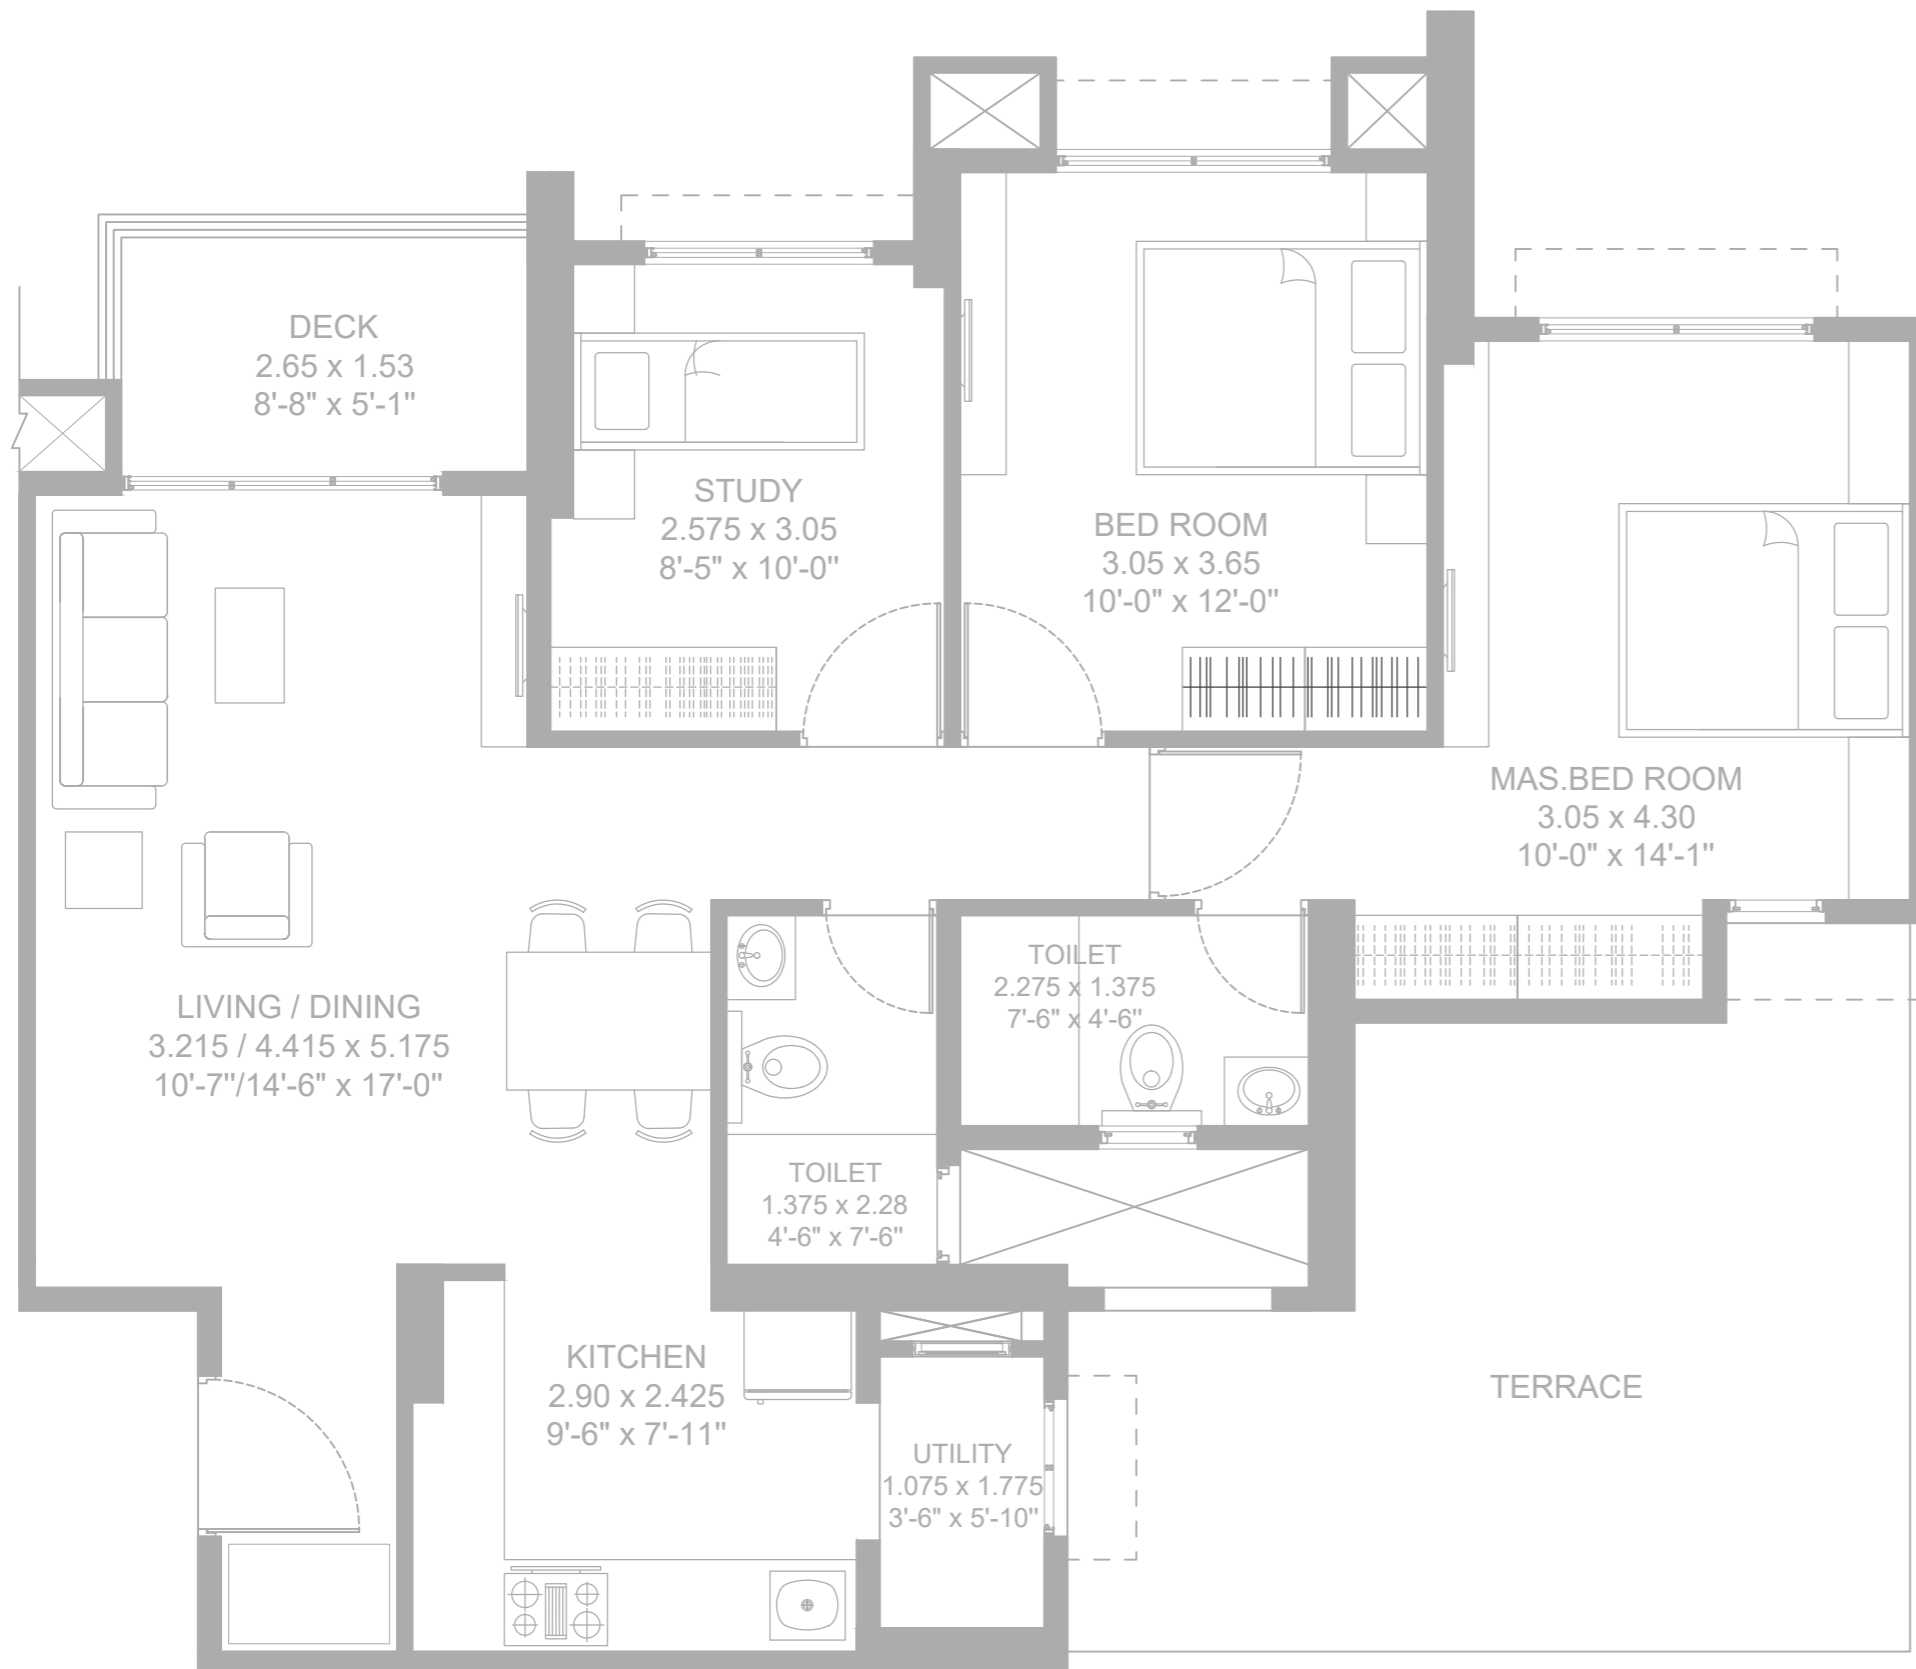 DECK
2.65 x 1.53
8'-8" x 5'-1"
STUDY
2.575 x 3.05
8'-5" x 10'-0"
BED ROOM
3.05 x 3.65
10'-0" x 12'-0"
MAS.BED ROOM
3.05 x 4.30
10'-0" x 14'-1"
LIVING / DINING
3.215 / 4.415 x 5.175
10'-7"/14'-6" x 17'-0"
TOILET
2.275 x 1.375
7'-6" x 4'-6"
TOILET
1.375 x 2.28
4'-6" x 7'-6"
KITCHEN
2.90 x 2.425
9'-6" x 7'-11"
UTILITY
1.075 x 1.775
3'-6" x 5'-10"
TERRACE